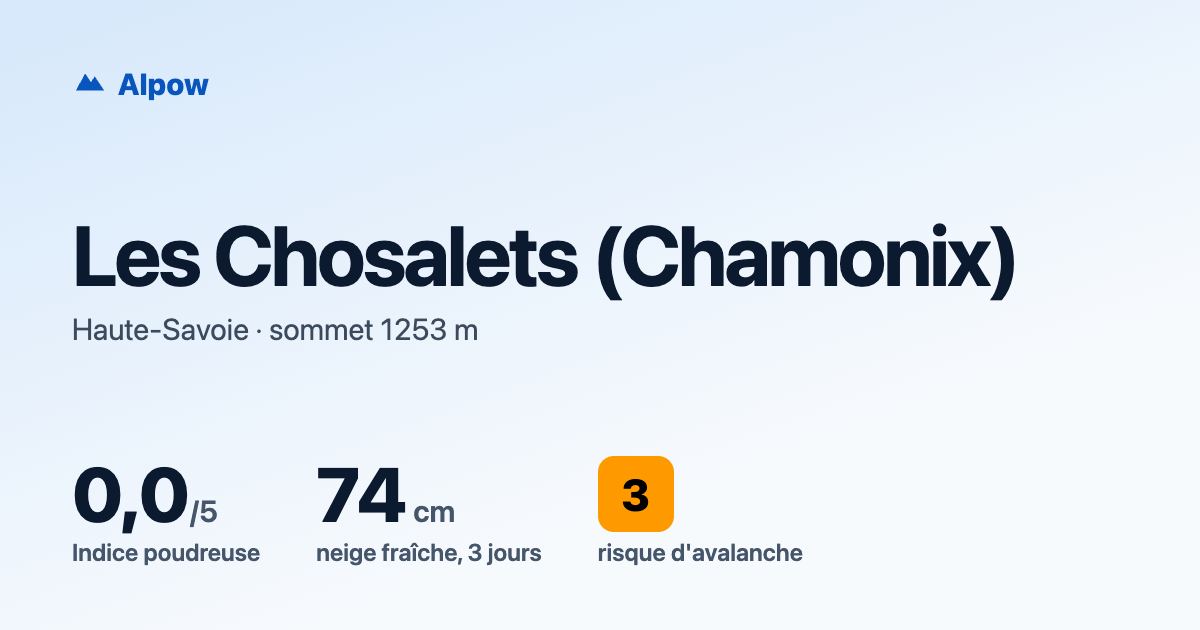 Alpow
Les Chosalets (Chamonix)
Haute-Savoie · sommet 1253 m
0,0/5
Indice poudreuse
74 cm
neige fraîche, 3 jours
3
risque d'avalanche